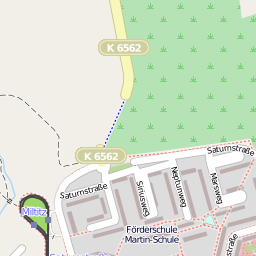 K 6562
K 6562
Saturnstraße
Saturnstraße
Siriusweg
Neptunweg
Marsweg
Miltitz
Förderschule
Martin-Schule